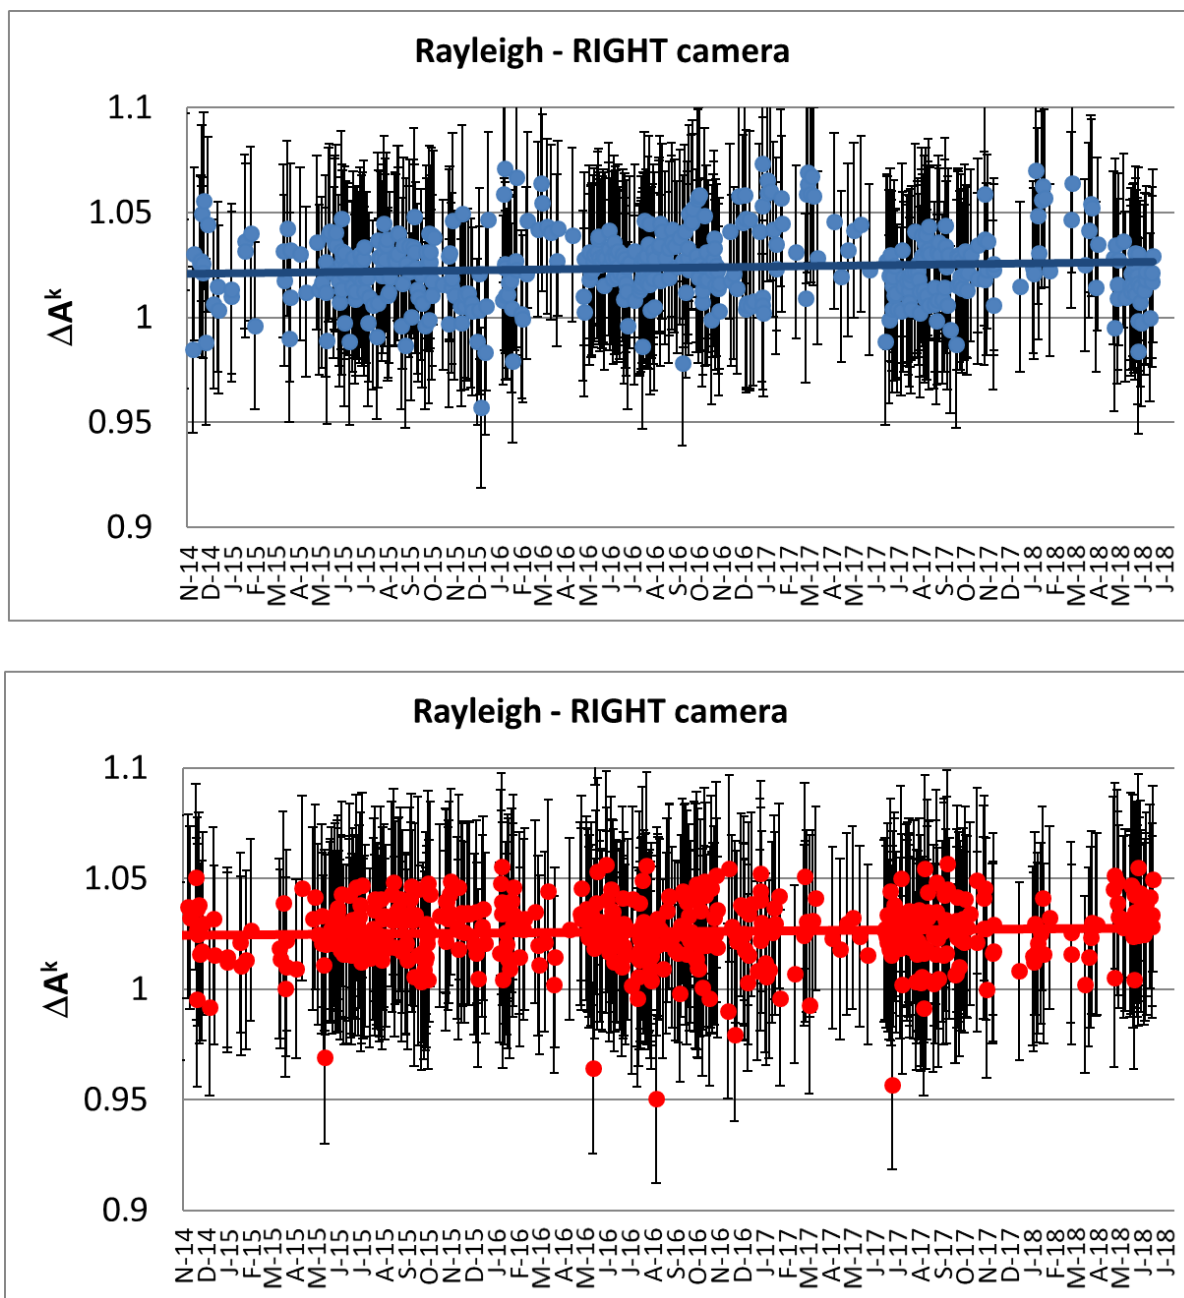 Rayleigh - RIGHT camera
1.1
1.05
1
0.95
0.9
ΔAᵏ
N-14 D-14 J-15 F-15 M-15 A-15 M-15 J-15 J-15 A-15 S-15 O-15 N-15 D-15 J-16 F-16 M-16 A-16 M-16 J-16 J-16 A-16 S-16 O-16 N-16 D-16 J-17 F-17 M-17 A-17 M-17 J-17 J-17 A-17 S-17 O-17 N-17 D-17 J-18 F-18 M-18 A-18 M-18 J-18 J-18
Rayleigh - RIGHT camera
1.1
1.05
1
0.95
0.9
ΔAᵏ
N-14 D-14 J-15 F-15 M-15 A-15 M-15 J-15 J-15 A-15 S-15 O-15 N-15 D-15 J-16 F-16 M-16 A-16 M-16 J-16 J-16 A-16 S-16 O-16 N-16 D-16 J-17 F-17 M-17 A-17 M-17 J-17 J-17 A-17 S-17 O-17 N-17 D-17 J-18 F-18 M-18 A-18 M-18 J-18 J-18